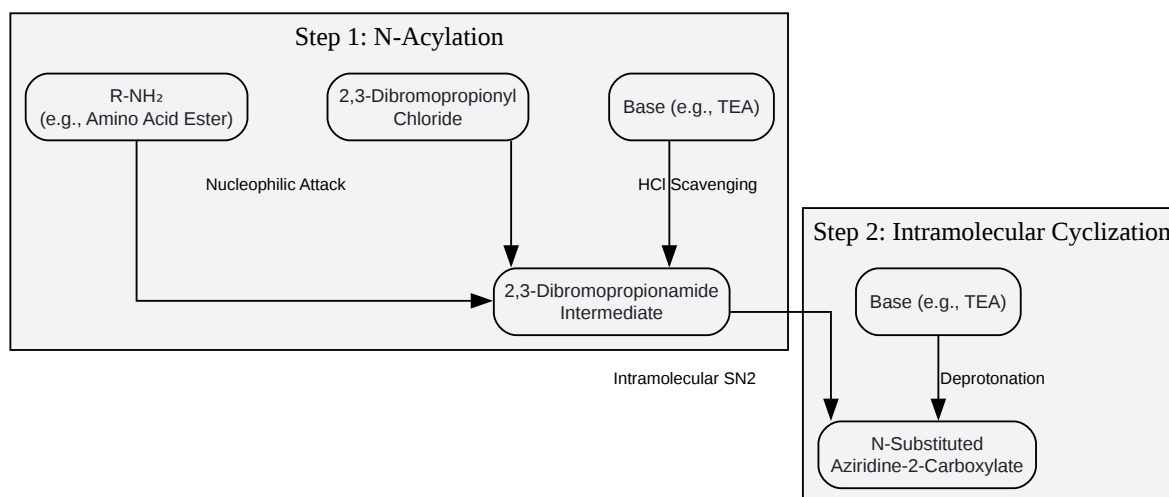 Step 1: N-Acylation
R-NH₂
(e.g., Amino Acid Ester)
2,3-Dibromopropionyl
Chloride
Base (e.g., TEA)
Nucleophilic Attack
HCl Scavenging
2,3-Dibromopropionamide
Intermediate
Intramolecular SN2
Step 2: Intramolecular Cyclization
Base (e.g., TEA)
Deprotonation
N-Substituted
Aziridine-2-Carboxylate